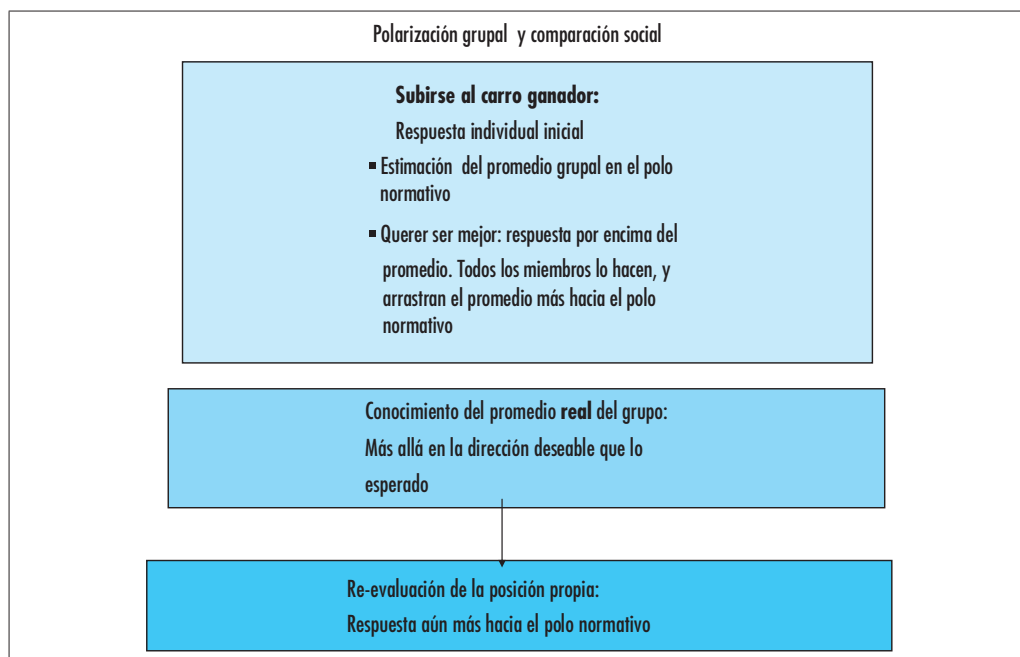 Polarización grupal y comparación social
Subirse al carro ganador:
Respuesta individual inicial
▪ Estimación del promedio grupal en el polo
normativo
▪ Querer ser mejor: respuesta por encima del
promedio. Todos los miembros lo hacen, y
arrastran el promedio más hacia el polo
normativo
Conocimiento del promedio real del grupo:
Más allá en la dirección deseable que lo
esperado
Re-evaluación de la posición propia:
Respuesta aún más hacia el polo normativo